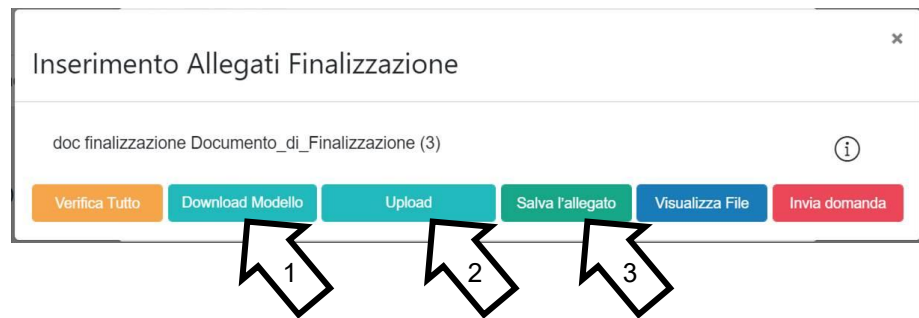 ×
Inserimento Allegati Finalizzazione
doc finalizzazione Documento_di_Finalizzazione (3)
i
Verifica Tutto Download Modello Upload Salva l'allegato Visualizza File Invia domanda
1 2 3